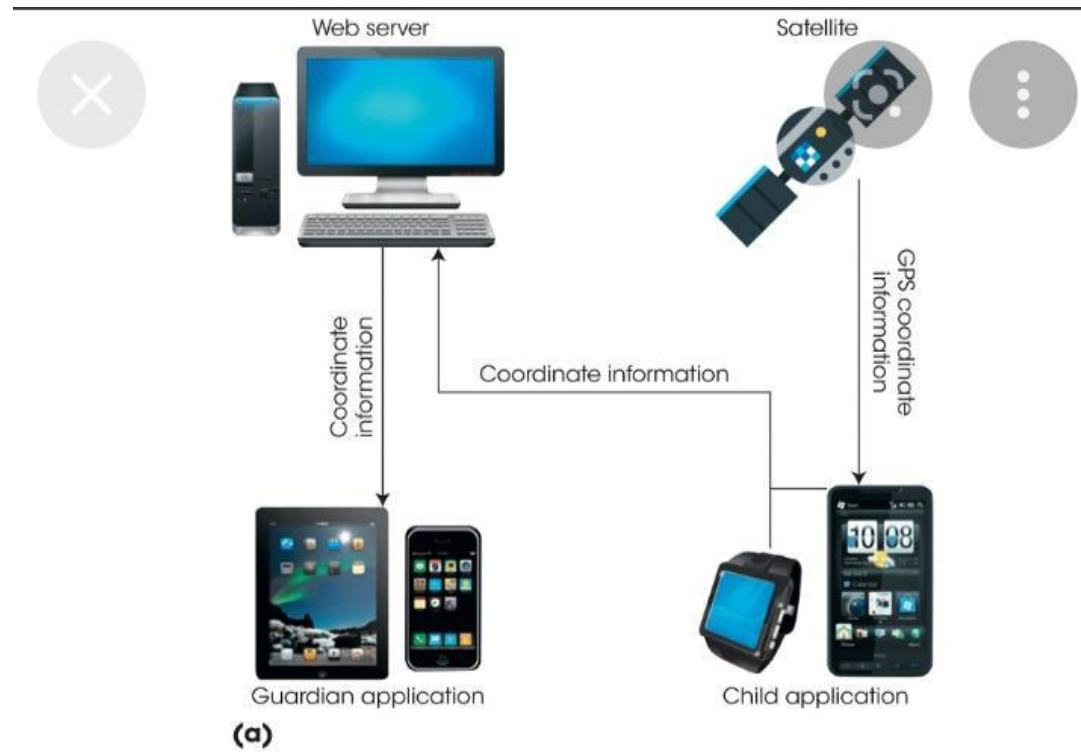 Web server
Satellite
GPS coordinate
information
Coordinate
information
Coordinate information
10 08
Guardian application
Child application
(a)